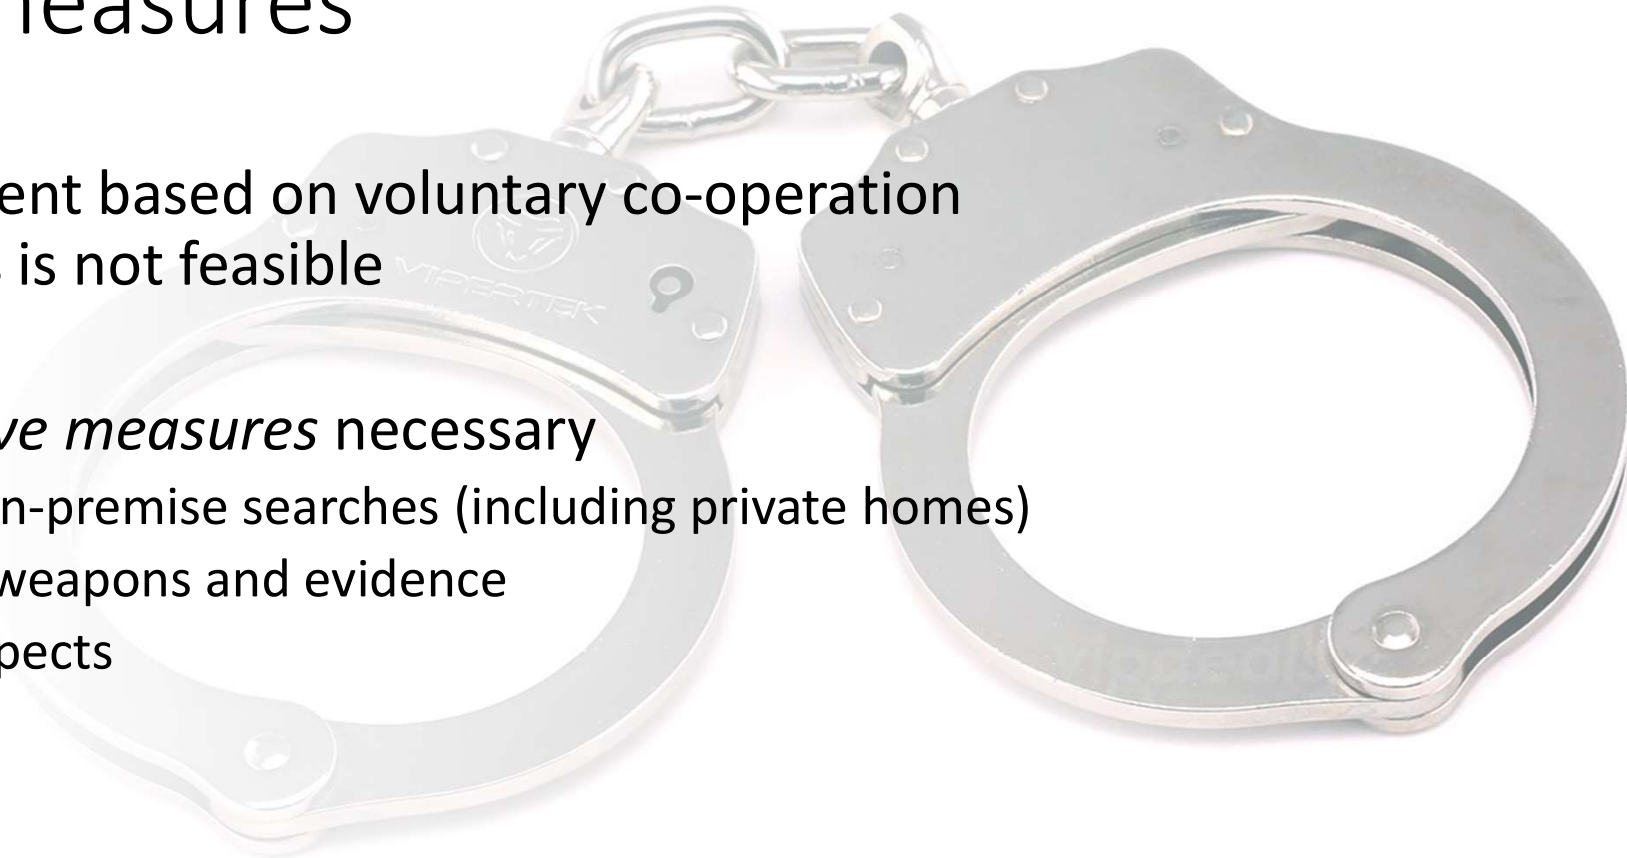 easures
ent based on voluntary co-operation
is not feasible
ve measures necessary
n-premise searches (including private homes)
weapons and evidence
pects
VIPERTEK